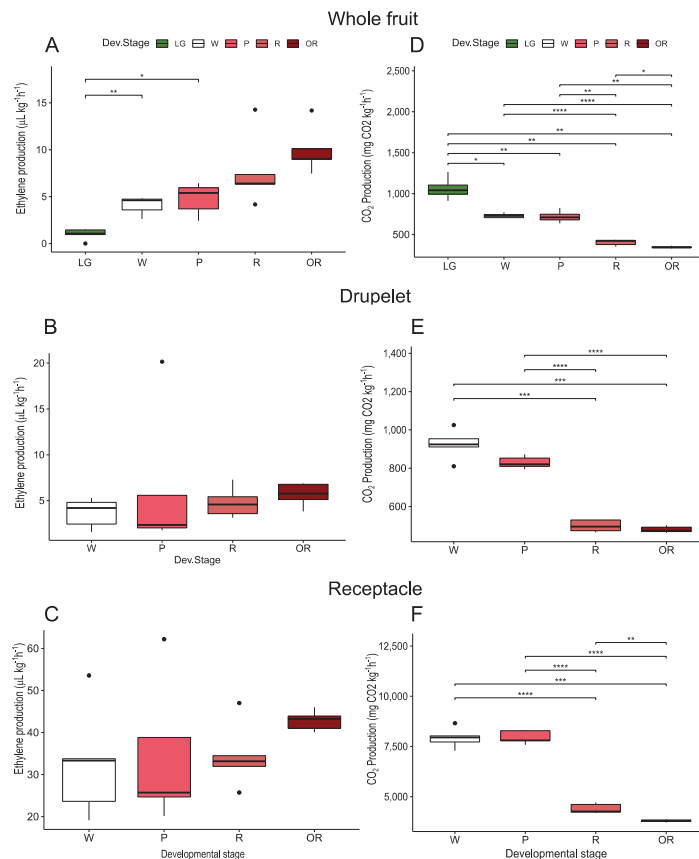 Whole fruit
A
Dev.Stage LG W P R OR
Ethylene production (µL kg⁻¹h⁻¹)
15
10
5
0
*
**
LG W P R OR
D
Dev.Stage LG W P R OR
CO₂ Production (mg CO2 kg⁻¹h⁻¹)
2,500
2,000
1,500
1,000
500
*
**
**
****
****
**
**
**
*
LG W P R OR
Drupelet
B
Ethylene production (µL kg⁻¹h⁻¹)
20
15
10
5
W P R OR
Dev.Stage
E
CO₂ Production (mg CO2 kg⁻¹h⁻¹)
1,400
1,200
1,000
800
600
****
****
***
***
W P R OR
Receptacle
C
Ethylene production (µL kg⁻¹h⁻¹)
60
50
40
30
20
W P R OR
Developmental stage
F
CO₂ Production (mg CO2 kg⁻¹h⁻¹)
12,500
10,000
7,500
5,000
**
****
****
***
****
W P R OR
Developmental stage